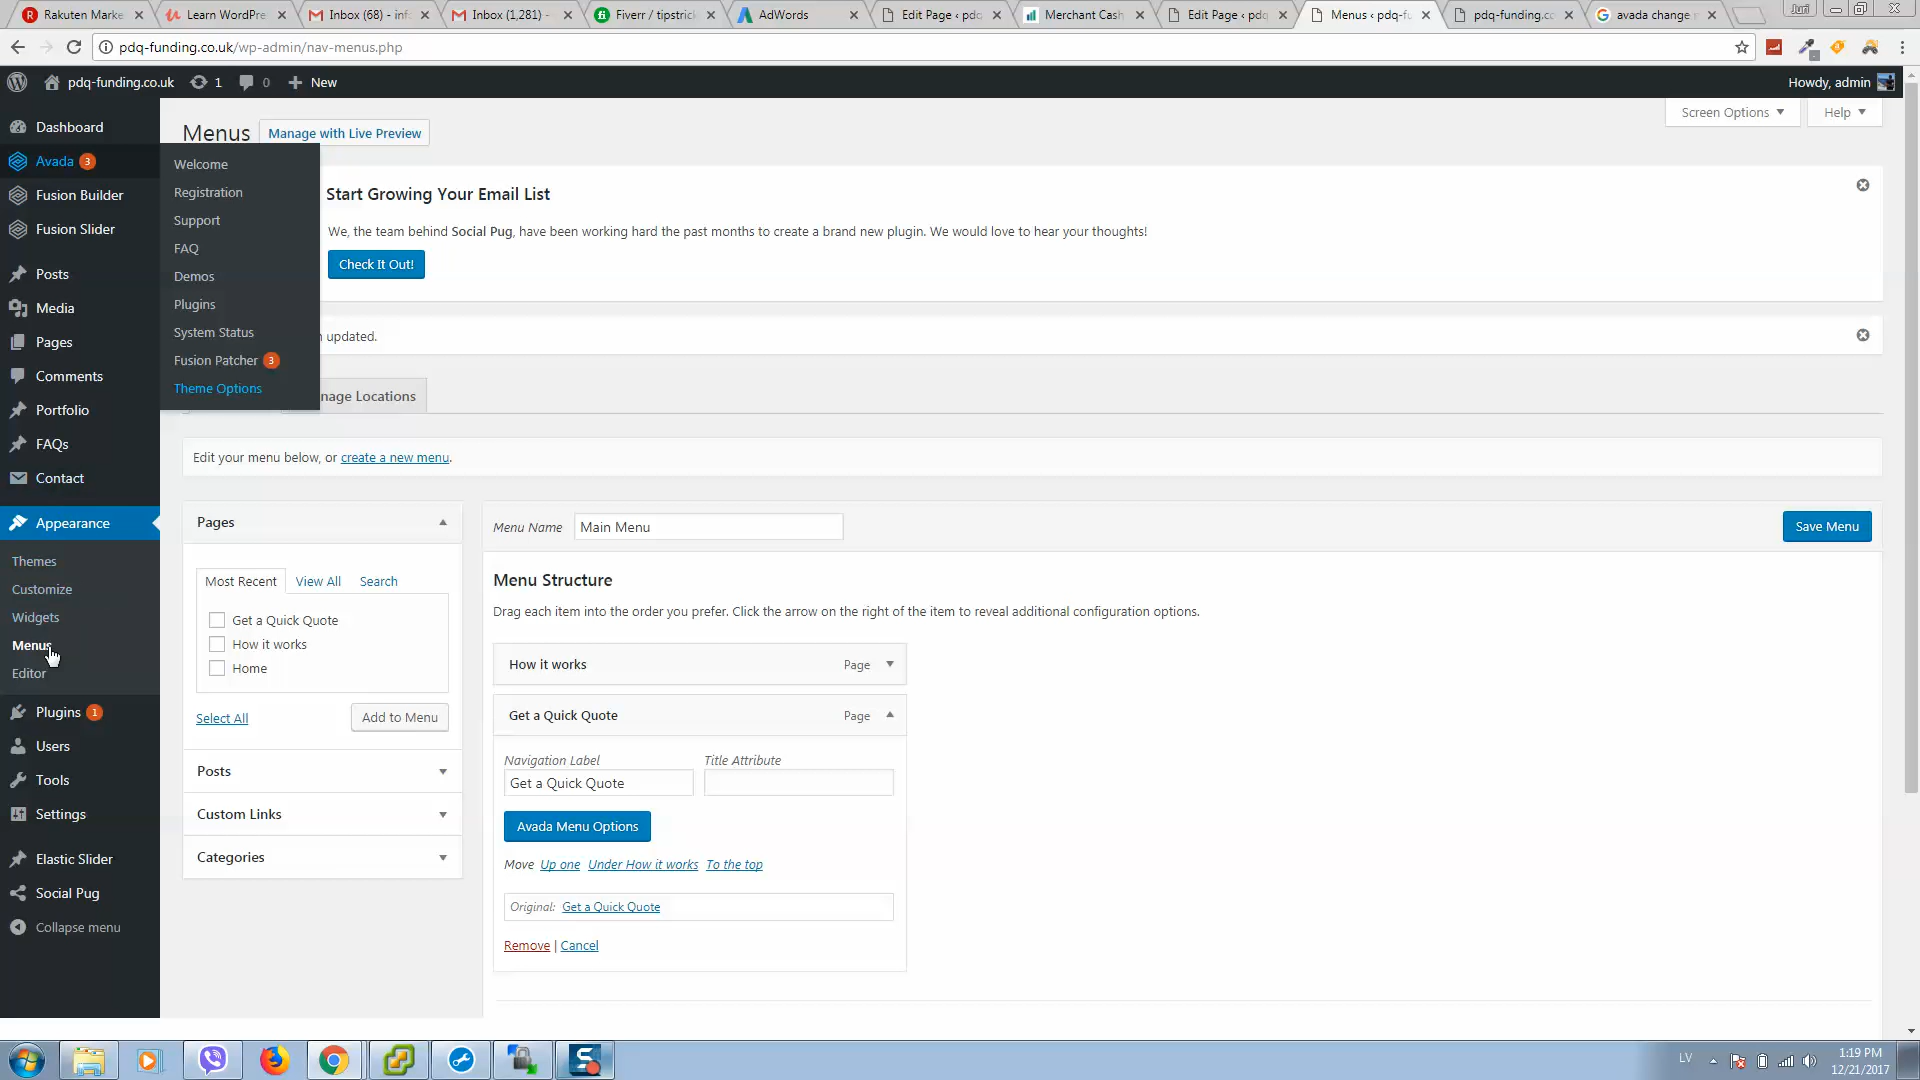 Rakuten Marke
Learn WordPre
Inbox (68) - inf
Inbox (1,281) -
Fiverr / tipstrick
AdWords
Edit Page ‹ pdq
Merchant Cash
Edit Page ‹ pdq
Menus ‹ pdq-fu
pdq-funding.co
avada change
Juri
pdq-funding.co.uk/wp-admin/nav-menus.php
pdq-funding.co.uk
1
0
New
Howdy, admin
Dashboard
Avada 3
Fusion Builder
Fusion Slider
Posts
Media
Pages
Comments
Portfolio
FAQs
Contact
Appearance
Themes
Customize
Widgets
Menus
Editor
Plugins 1
Users
Tools
Settings
Elastic Slider
Social Pug
Collapse menu
Welcome
Registration
Support
FAQ
Demos
Plugins
System Status
Fusion Patcher 3
Theme Options
Menus
Manage with Live Preview
Screen Options
Help
Start Growing Your Email List
We, the team behind Social Pug, have been working hard the past months to create a brand new plugin. We would love to hear your thoughts!
Check It Out!
updated.
nage Locations
Edit your menu below, or create a new menu.
Pages
Most Recent
View All
Search
Get a Quick Quote
How it works
Home
Select All
Add to Menu
Posts
Custom Links
Categories
Menu Name
Main Menu
Save Menu
Menu Structure
Drag each item into the order you prefer. Click the arrow on the right of the item to reveal additional configuration options.
How it works
Page
Get a Quick Quote
Page
Navigation Label
Title Attribute
Get a Quick Quote
Avada Menu Options
Move Up one Under How it works To the top
Original: Get a Quick Quote
Remove | Cancel
LV
1:19 PM
12/21/2017